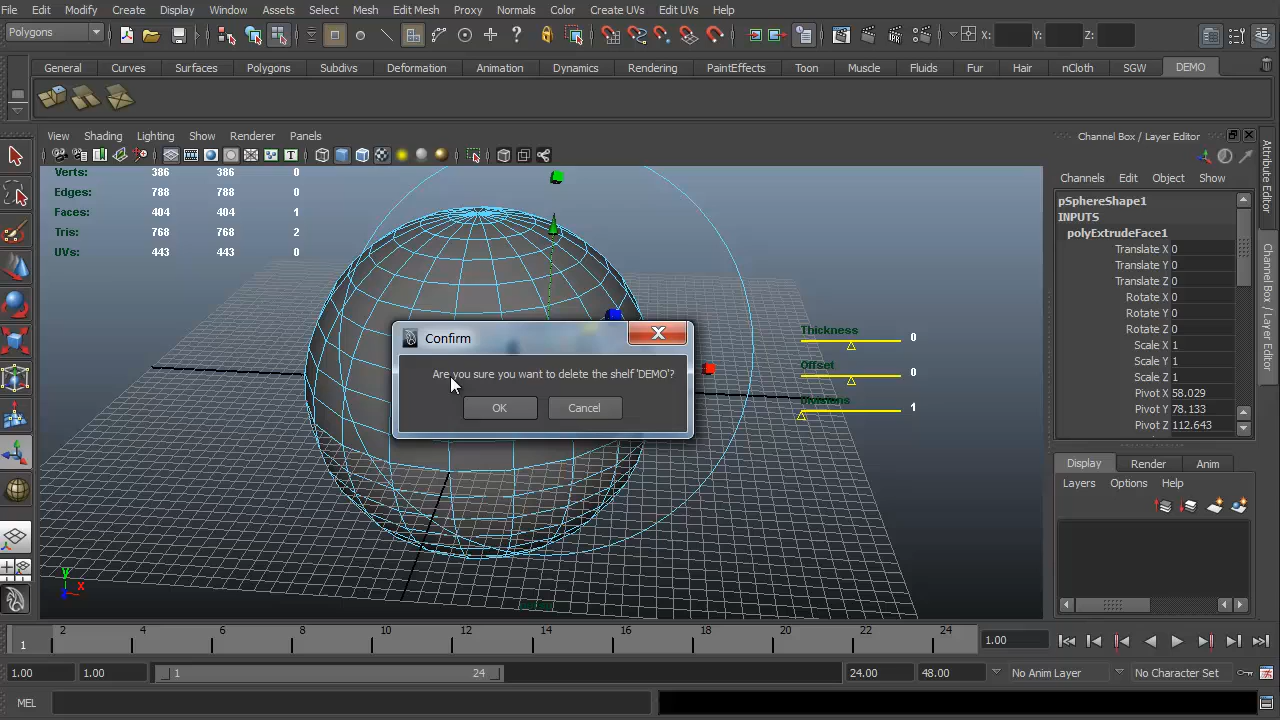 File Edit Modify Create Display Window Assets Select Mesh Edit Mesh Proxy Normals Color Create UVs Edit UVs Help
Polygons X: Y: Z:
General Curves Surfaces Polygons Subdivs Deformation Animation Dynamics Rendering PaintEffects Toon Muscle Fluids Fur Hair nCloth SGW DEMO
View Shading Lighting Show Renderer Panels
Channel Box / Layer Editor
Verts: 386 386 0
Edges: 788 788 0
Faces: 404 404 1
Tris: 768 768 2
UVs: 443 443 0
Channels Edit Object Show
pSphereShape1
INPUTS
polyExtrudeFace1
Translate X 0
Translate Y 0
Translate Z 0
Rotate X 0
Rotate Y 0
Rotate Z 0
Scale X 1
Scale Y 1
Scale Z 1
Pivot X 58.029
Pivot Y 78.133
Pivot Z 112.643
Attribute Editor
Channel Box / Layer Editor
Thickness 0
Offset 0
Divisions 1
Confirm
Are you sure you want to delete the shelf 'DEMO'?
OK Cancel
Display Render Anim
Layers Options Help
y
x
1 2 4 6 8 10 12 14 16 18 20 22 24 1.00
1.00 1.00 1 24 24.00 48.00 No Anim Layer No Character Set
MEL